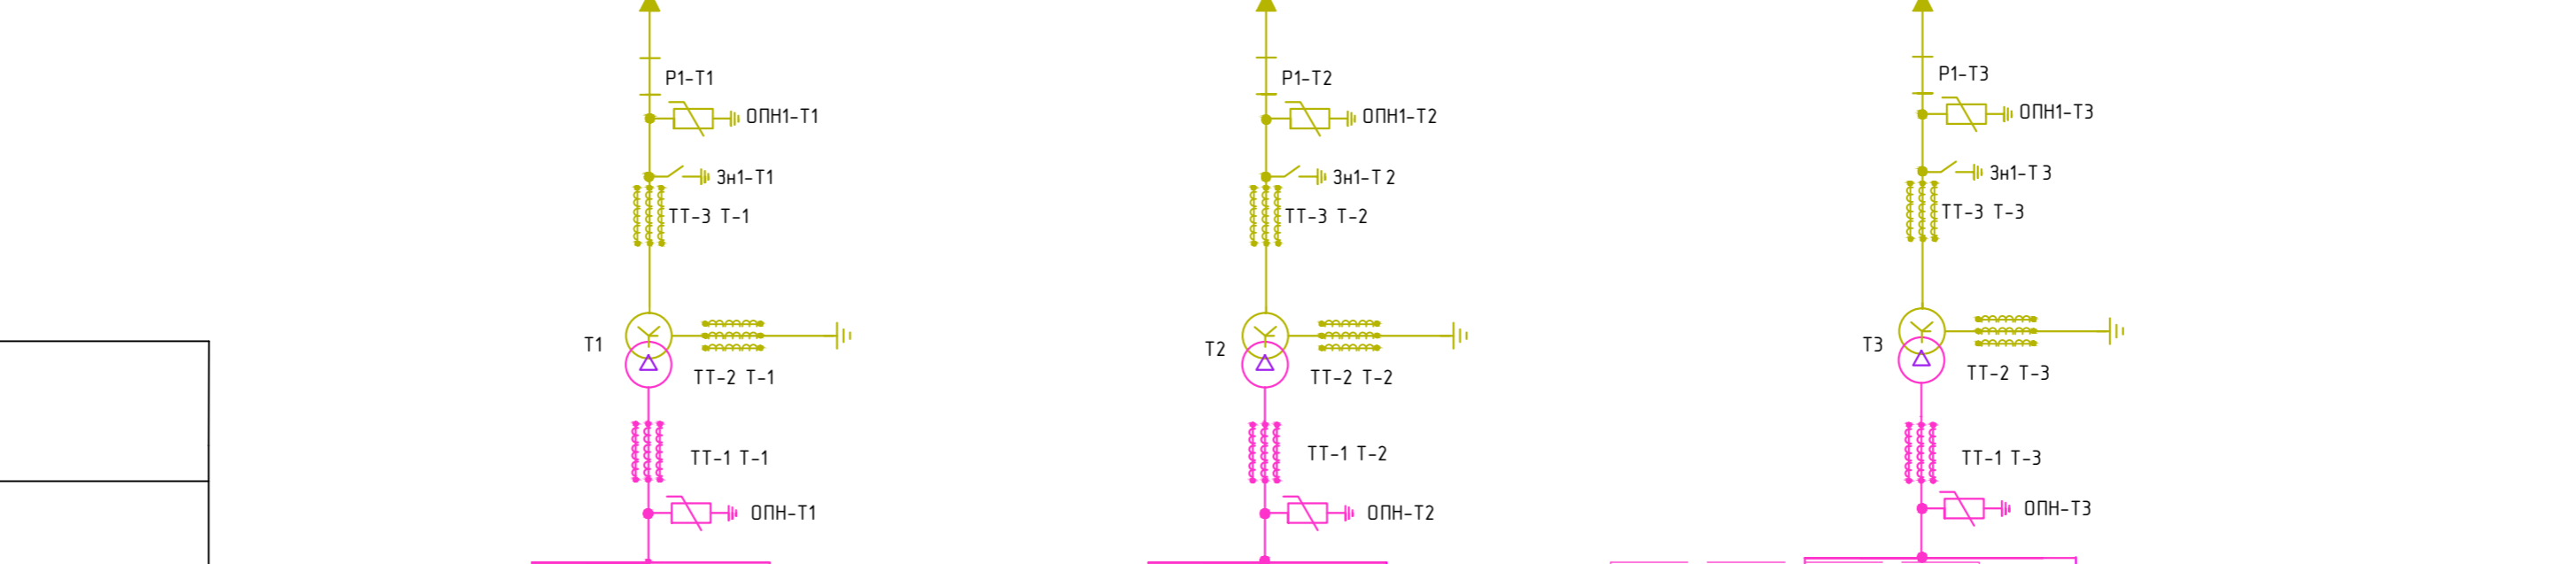 Р1-Т1
ОПН1-Т1
Зн1-Т1
ТТ-3 Т-1
Т1
ТТ-2 Т-1
ТТ-1 Т-1
ОПН-Т1
Р1-Т2
ОПН1-Т2
Зн1-Т 2
ТТ-3 Т-2
Т2
ТТ-2 Т-2
ТТ-1 Т-2
ОПН-Т2
Р1-Т3
ОПН1-Т3
Зн1-Т 3
ТТ-3 Т-3
Т3
ТТ-2 Т-3
ТТ-1 Т-3
ОПН-Т3